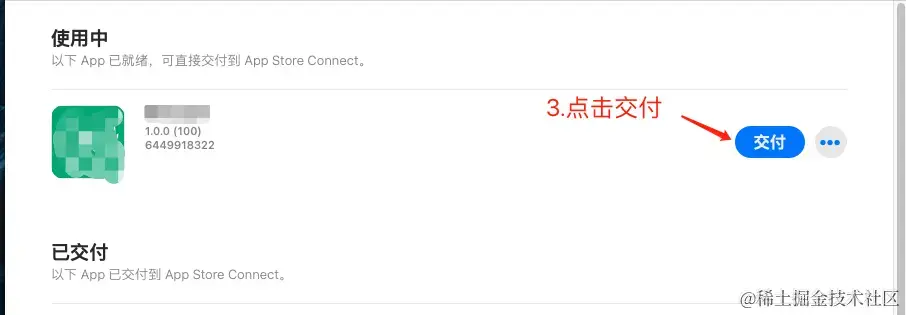 使用中
以下 App 已就绪，可直接交付到 App Store Connect。
3.点击交付
1.0.0 (100)
6449918322
交付
已交付
以下 App 已交付到 App Store Connect。
@稀土掘金技术社区